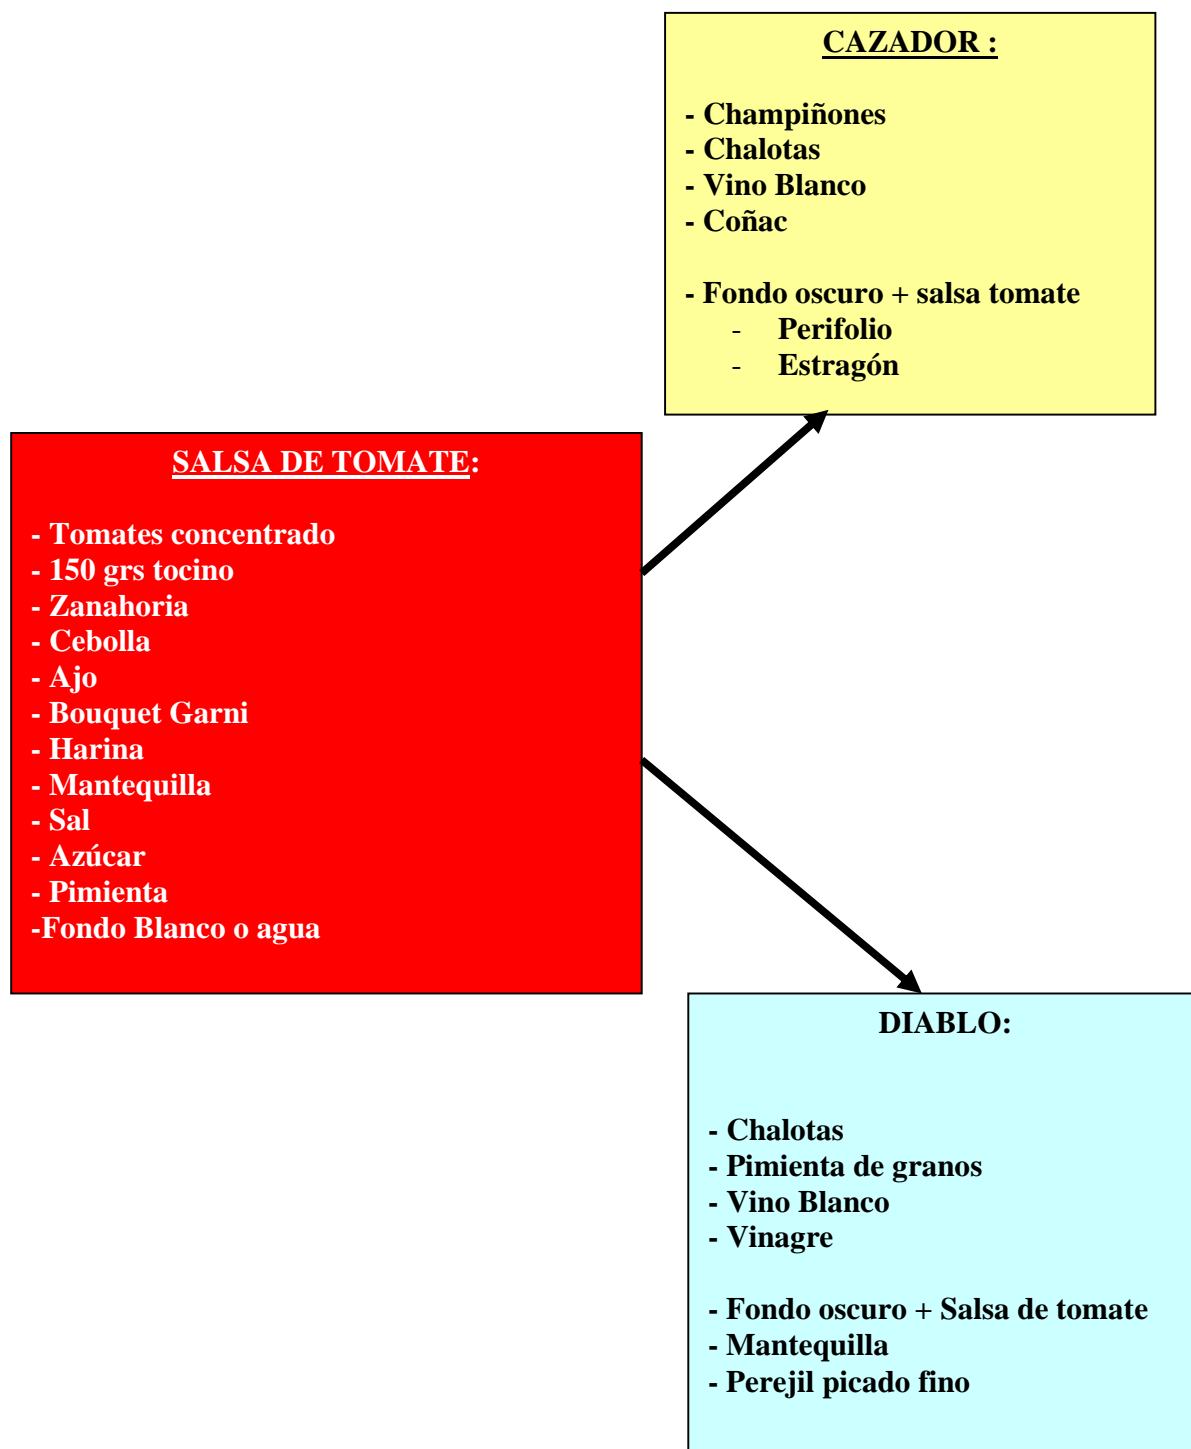 CAZADOR :
- Champiñones
- Chalotas
- Vino Blanco
- Coñac
- Fondo oscuro + salsa tomate
- Perifolio
- Estragón
SALSA DE TOMATE:
- Tomates concentrado
- 150 grs tocino
- Zanahoria
- Cebolla
- Ajo
- Bouquet Garni
- Harina
- Mantequilla
- Sal
- Azúcar
- Pimienta
-Fondo Blanco o agua
DIABLO:
- Chalotas
- Pimienta de granos
- Vino Blanco
- Vinagre
- Fondo oscuro + Salsa de tomate
- Mantequilla
- Perejil picado fino